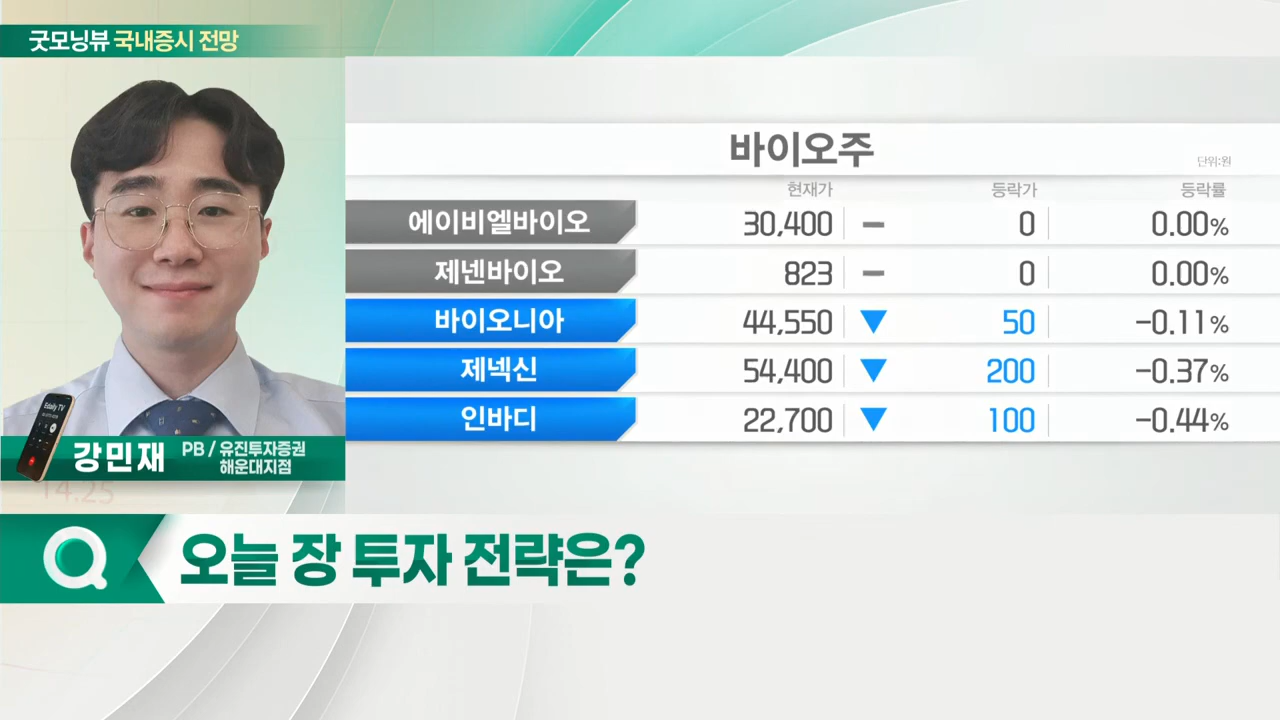 굿모닝뷰 국내증시 전망
바이오주
단위:원
현재가 등락가 등락률
에이비엘바이오 30,400 0 0.00%
제넨바이오 823 0 0.00%
바이오니아 44,550 ▼ 50 -0.11%
제넥신 54,400 ▼ 200 -0.37%
인바디 22,700 ▼ 100 -0.44%
Edaily TV
강민재 PB / 유진투자증권
해운대지점
14.25
Q 오늘 장 투자 전략은?